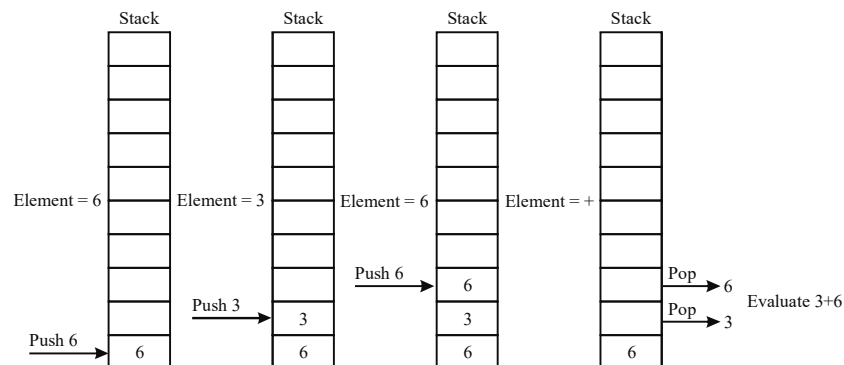 Stack Stack Stack Stack
Element = 6 Element = 3 Element = 6 Element = +
Push 6 6 Pop 6
Push 3 3 3 Pop 3 Evaluate 3+6
Push 6 6 6 6 6